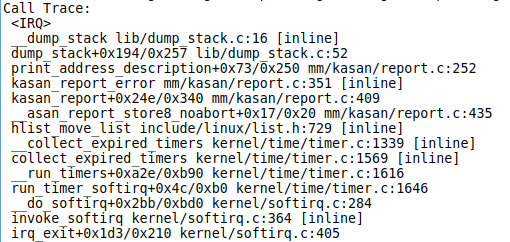 Call Trace:
<IRQ>
__dump_stack lib/dump_stack.c:16 [inline]
dump_stack+0x194/0x257 lib/dump_stack.c:52
print_address_description+0x73/0x250 mm/kasan/report.c:252
kasan_report_error mm/kasan/report.c:351 [inline]
kasan_report+0x24e/0x340 mm/kasan/report.c:409
__asan_report_store8_noabort+0x17/0x20 mm/kasan/report.c:435
hlist_move_list include/linux/list.h:729 [inline]
__collect_expired_timers kernel/time/timer.c:1339 [inline]
collect_expired_timers kernel/time/timer.c:1569 [inline]
__run_timers+0xa2e/0xb90 kernel/time/timer.c:1616
run_timer_softirq+0x4c/0xb0 kernel/time/timer.c:1646
__do_softirq+0x2bb/0xbd0 kernel/softirq.c:284
invoke_softirq kernel/softirq.c:364 [inline]
irq_exit+0x1d3/0x210 kernel/softirq.c:405